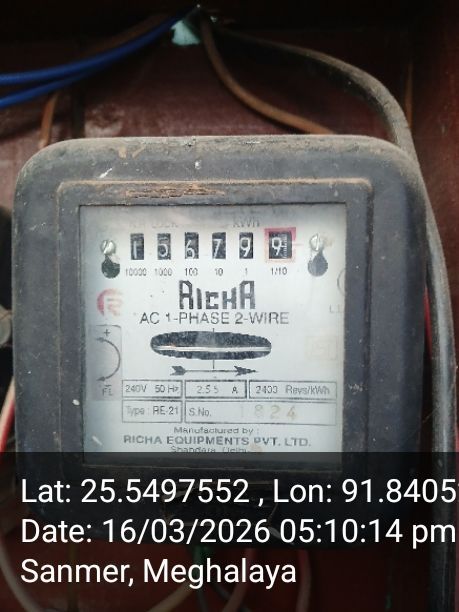 kWh
1 5 6 7 9 9
10000 1000 100 10 1 1/10
RICHA
AC 1-PHASE 2-WIRE
240V 50 Hz 2.5 5 A 2400 Revs/kWh
Type : RE-21 S.No. 1824
Manufactured by :
RICHA EQUIPMENTS PVT. LTD.
Shahdara, Delhi-
Lat: 25.5497552 , Lon: 91.8405
Date: 16/03/2026 05:10:14 pm
Sanmer, Meghalaya